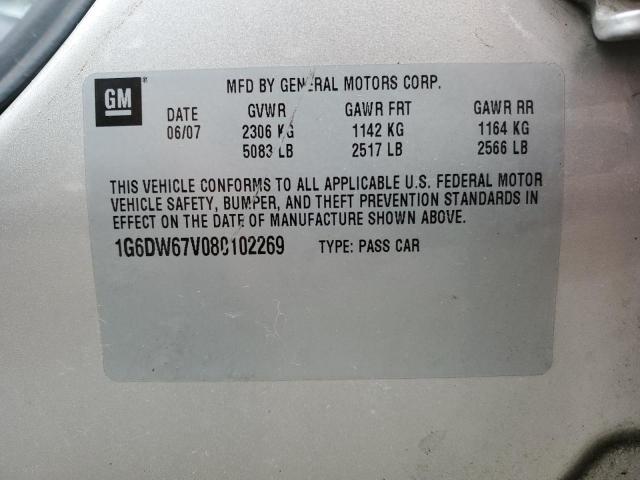 GM
MFD BY GENERAL MOTORS CORP.
DATE GVWR GAWR FRT GAWR RR
06/07 2306 KG 1142 KG 1164 KG
5083 LB 2517 LB 2566 LB
THIS VEHICLE CONFORMS TO ALL APPLICABLE U.S. FEDERAL MOTOR
VEHICLE SAFETY, BUMPER, AND THEFT PREVENTION STANDARDS IN
EFFECT ON THE DATE OF MANUFACTURE SHOWN ABOVE.
1G6DW67V080102269 TYPE: PASS CAR